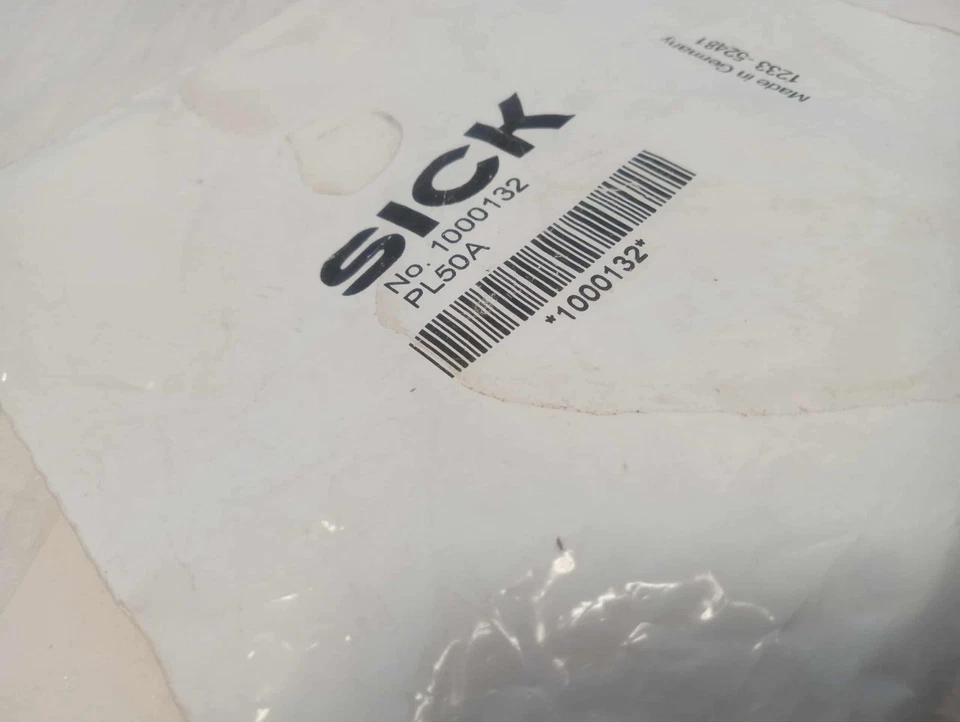 SICK
No. 1000132
PL50A
*1000132*
Made in Germany
1233 -52481